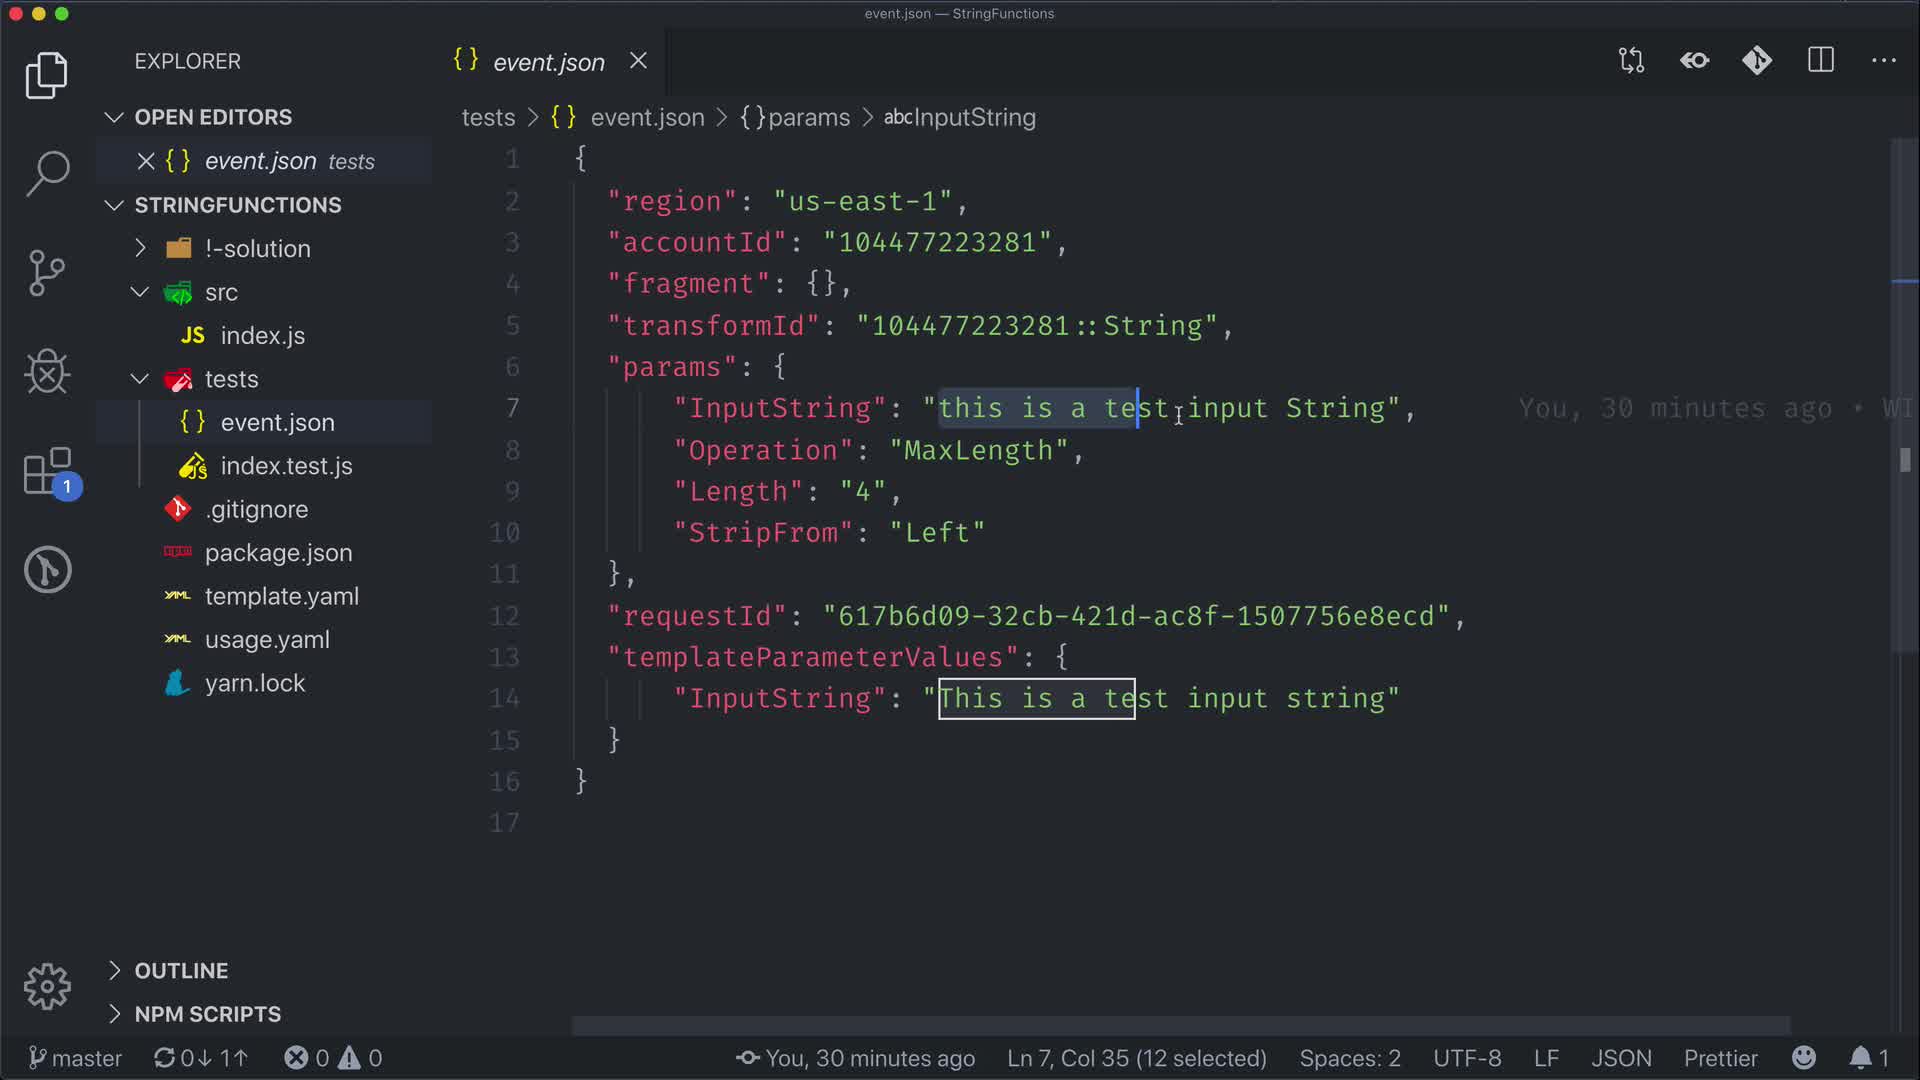 event.json — StringFunctions
EXPLORER
event.json
OPEN EDITORS
tests > {} event.json > {}params > abcInputString
{} event.json tests
STRINGFUNCTIONS
!-solution
src
JS index.js
tests
{} event.json
index.test.js
.gitignore
package.json
YAML template.yaml
YAML usage.yaml
yarn.lock
1
OUTLINE
NPM SCRIPTS
1 {
2 "region": "us-east-1",
3 "accountId": "104477223281",
4 "fragment": {},
5 "transformId": "104477223281::String",
6 "params": {
7 "InputString": "this is a test input String", You, 30 minutes ago • WI
8 "Operation": "MaxLength",
9 "Length": "4",
10 "StripFrom": "Left"
11 },
12 "requestId": "617b6d09-32cb-421d-ac8f-1507756e8ecd",
13 "templateParameterValues": {
14 "InputString": "This is a test input string"
15 }
16 }
17
master 0↓ 1↑ 0 0 You, 30 minutes ago Ln 7, Col 35 (12 selected) Spaces: 2 UTF-8 LF JSON Prettier 1